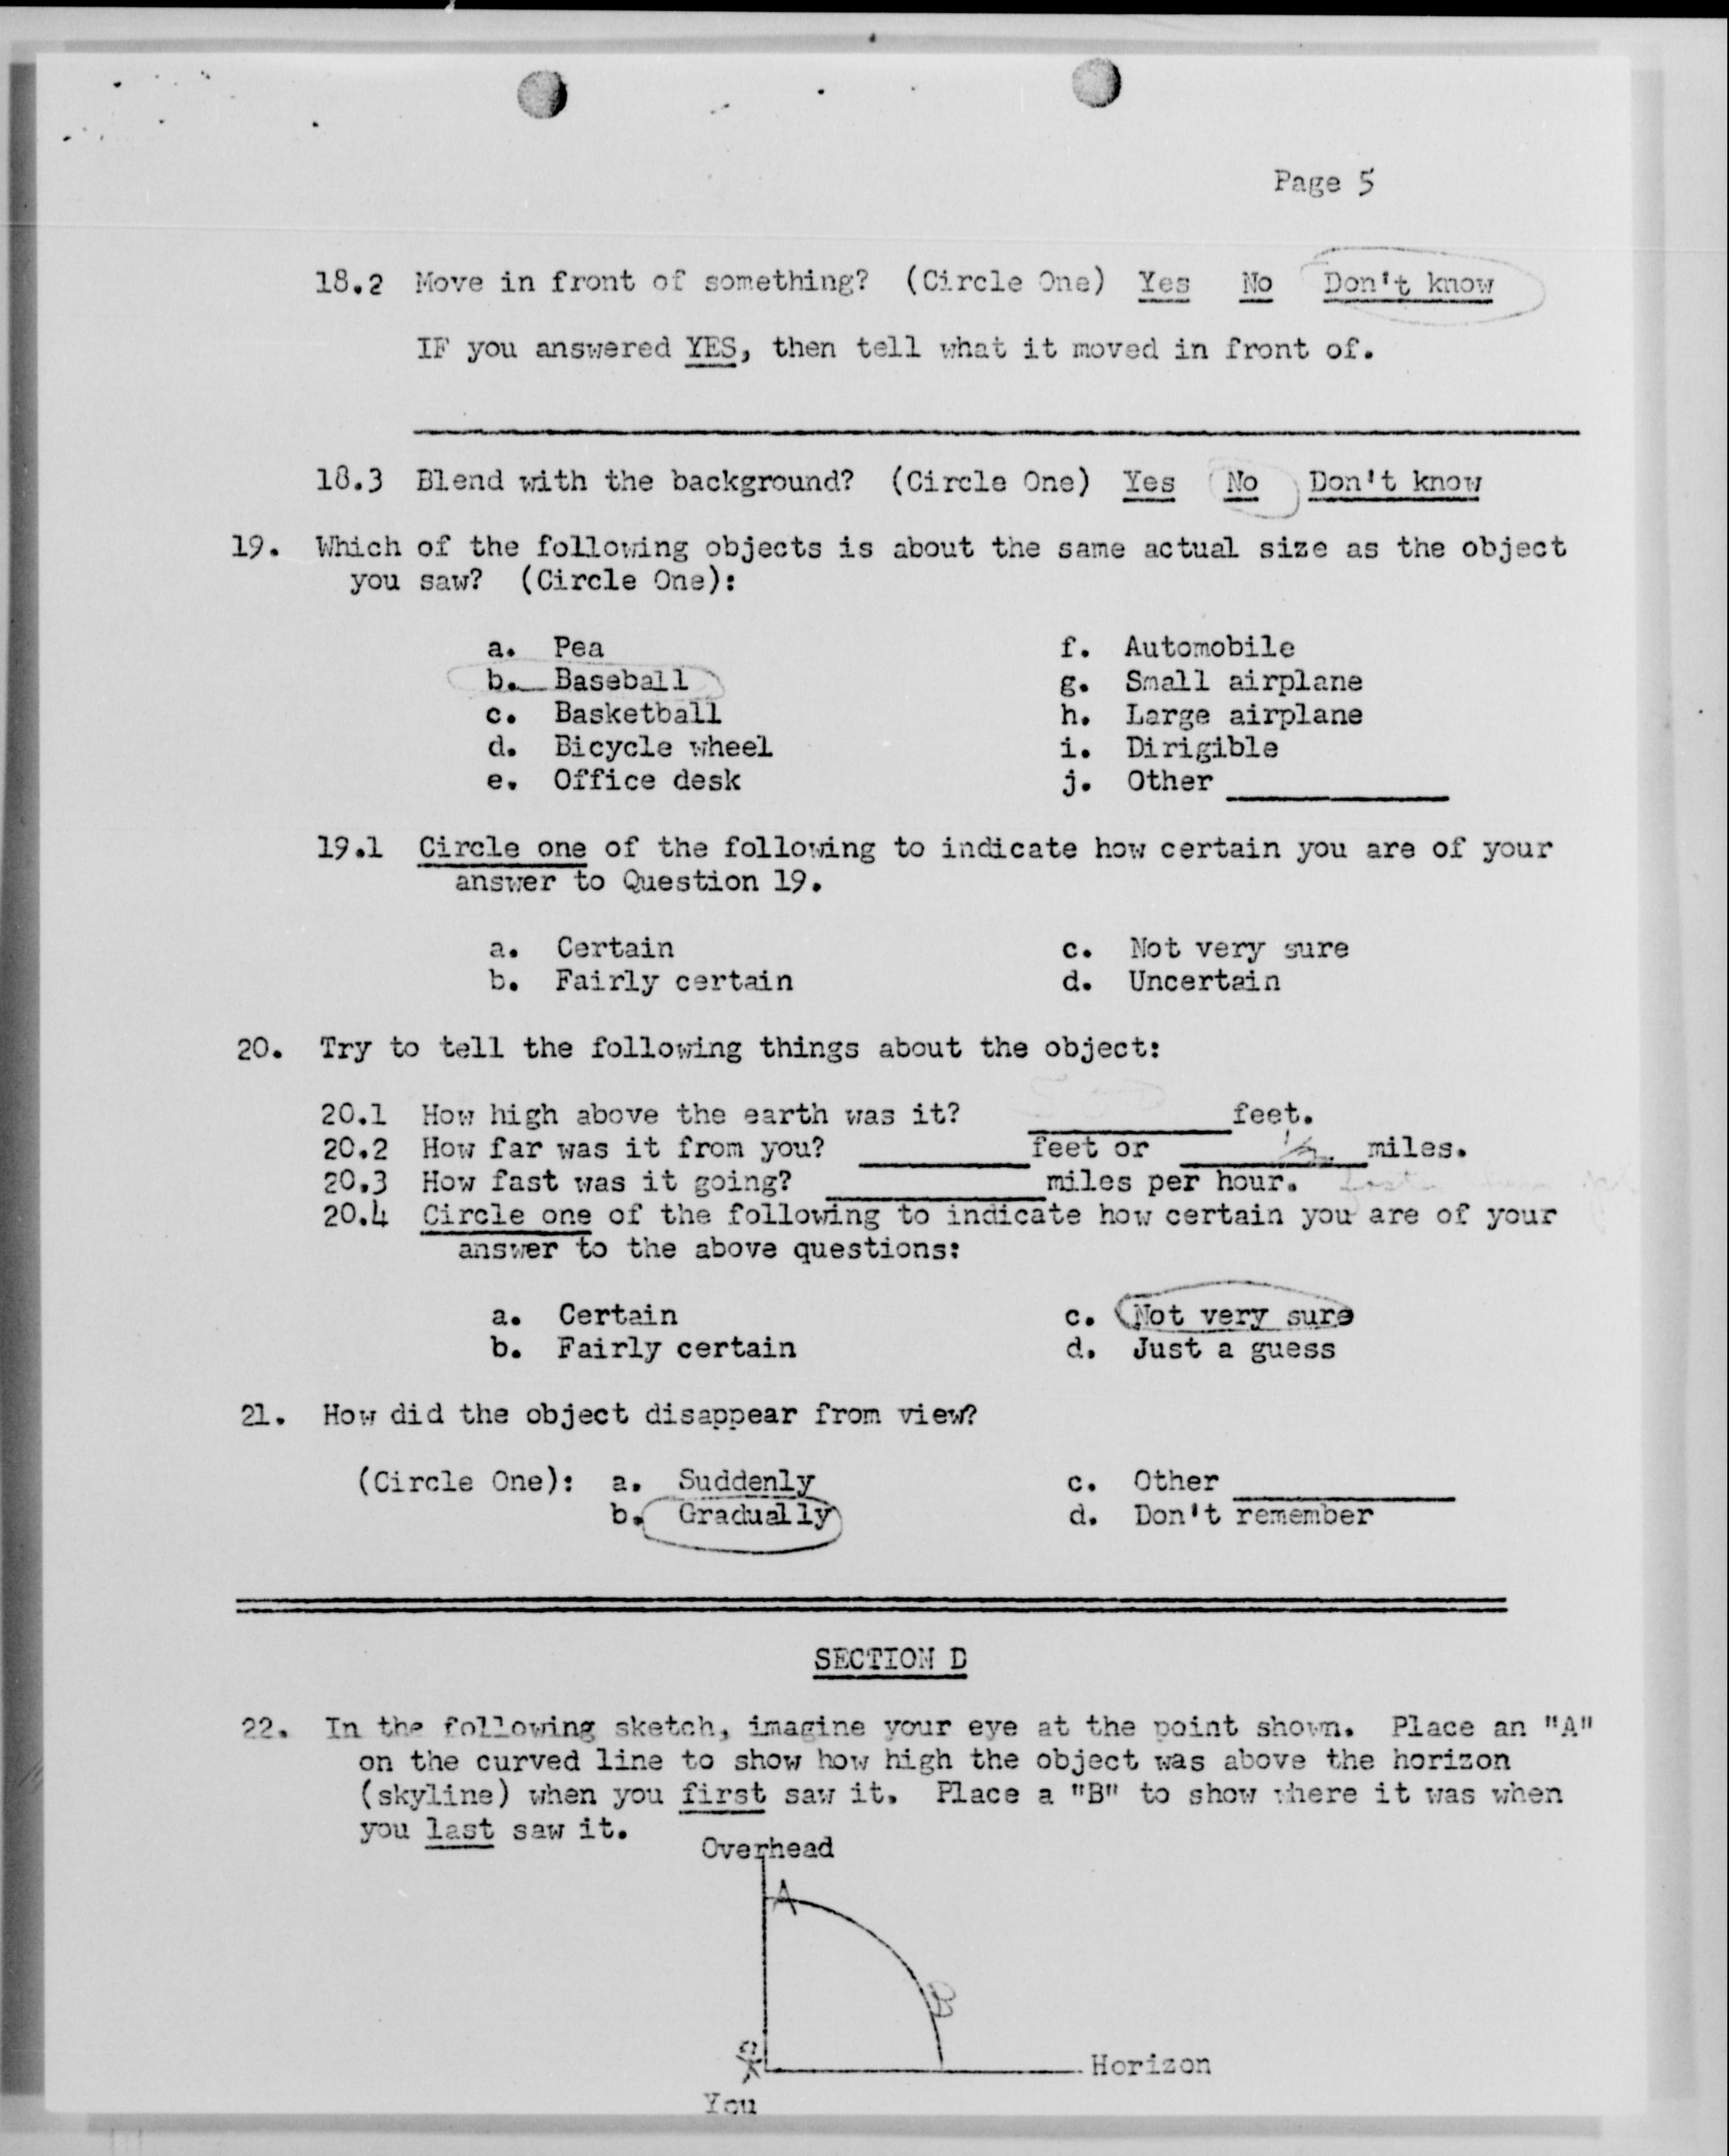 Page 5
18.2 Move in front of something? (Circle One) Yes No Don't know
IF you answered YES, then tell what it moved in front of.
18.3 Blend with the background? (Circle One) Yes No Don't know
19. Which of the following objects is about the same actual size as the object
you saw? (Circle One):
a. Pea f. Automobile
b. Baseball g. Small airplane
c. Basketball h. Large airplane
d. Bicycle wheel i. Dirigible
e. Office desk j. Other
19.1 Circle one of the following to indicate how certain you are of your
answer to Question 19.
a. Certain c. Not very sure
b. Fairly certain d. Uncertain
20. Try to tell the following things about the object:
20.1 How high above the earth was it? feet.
20.2 How far was it from you? feet or 1/2 miles.
20.3 How fast was it going? miles per hour.
20.4 Circle one of the following to indicate how certain you are of your
answer to the above questions:
a. Certain c. Not very sure
b. Fairly certain d. Just a guess
21. How did the object disappear from view?
(Circle One): a. Suddenly c. Other
b. Gradually d. Don't remember
SECTION D
22. In the following sketch, imagine your eye at the point shown. Place an "A"
on the curved line to show how high the object was above the horizon
(skyline) when you first saw it. Place a "B" to show where it was when
you last saw it.
Overhead
A
B
Horizon
You